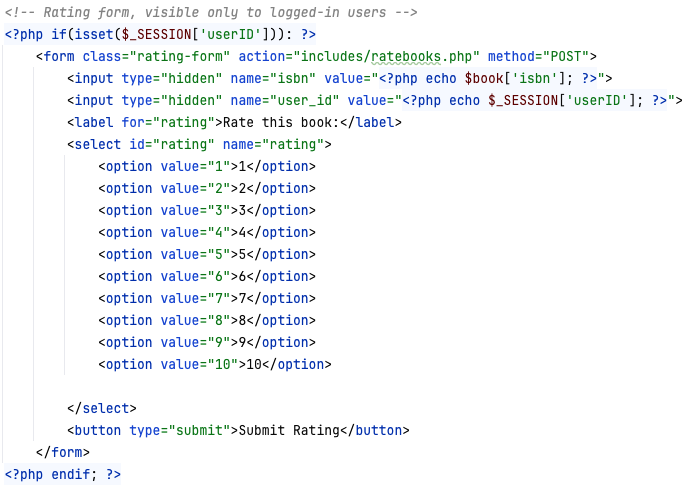 <!-- Rating form, visible only to logged-in users -->
<?php if(isset($_SESSION['userID'])): ?>
    <form class="rating-form" action="includes/ratebooks.php" method="POST">
        <input type="hidden" name="isbn" value="<?php echo $book['isbn']; ?>">
        <input type="hidden" name="user_id" value="<?php echo $_SESSION['userID']; ?>">
        <label for="rating">Rate this book:</label>
        <select id="rating" name="rating">
            <option value="1">1</option>
            <option value="2">2</option>
            <option value="3">3</option>
            <option value="4">4</option>
            <option value="5">5</option>
            <option value="6">6</option>
            <option value="7">7</option>
            <option value="8">8</option>
            <option value="9">9</option>
            <option value="10">10</option>

        </select>
        <button type="submit">Submit Rating</button>
    </form>
<?php endif; ?>